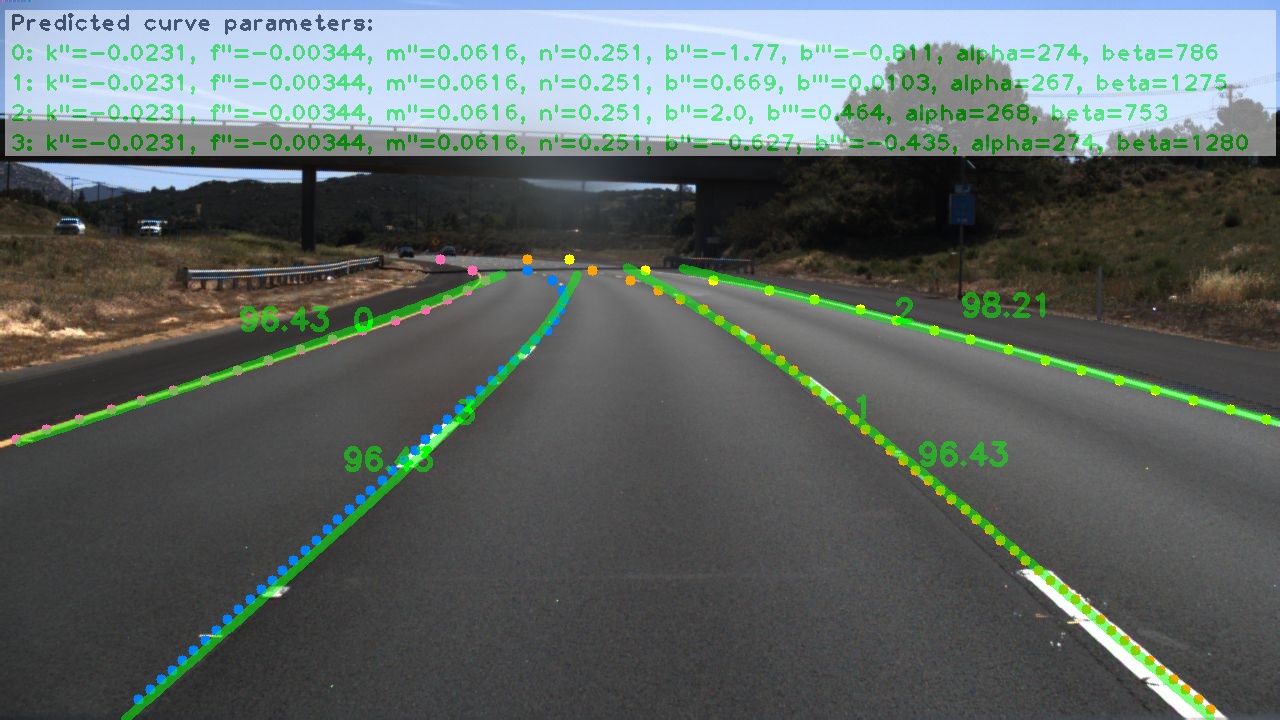 Predicted curve parameters:
0: k''=-0.0231, f''=-0.00344, m''=0.0616, n'=0.251, b''=-1.77, b'''=-0.811, alpha=274, beta=786
1: k''=-0.0231, f''=-0.00344, m''=0.0616, n'=0.251, b''=0.669, b'''=0.0103, alpha=267, beta=1275
2: k''=-0.0231, f''=-0.00344, m''=0.0616, n'=0.251, b''=2.0, b'''=0.464, alpha=268, beta=753
3: k''=-0.0231, f''=-0.00344, m''=0.0616, n'=0.251, b''=-0.627, b'''=-0.435, alpha=274, beta=1280
96.43 0
2 98.21
3
1
96.43
96.43